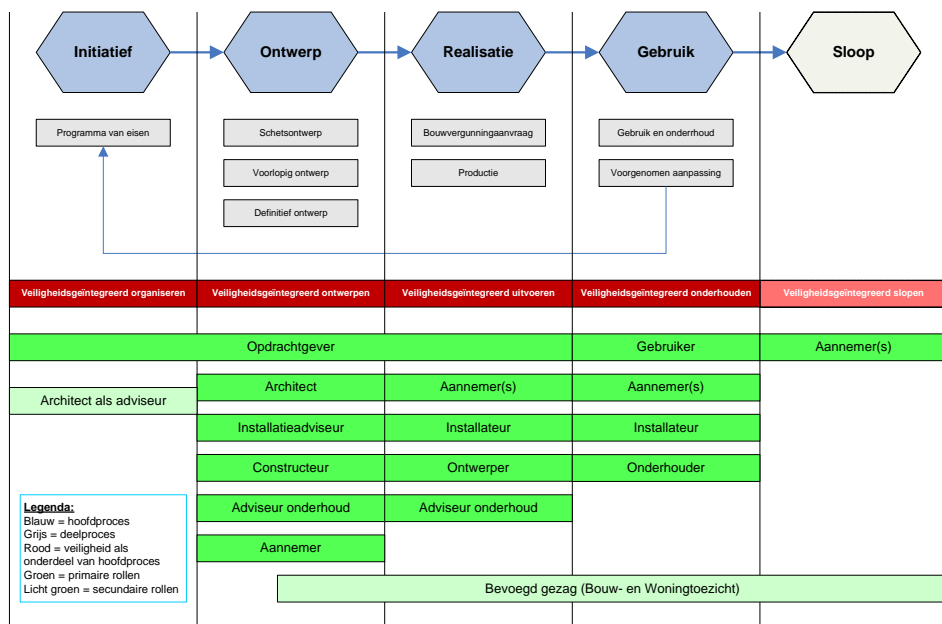 Initiatief
Ontwerp
Realisatie
Gebruik
Sloop
Programma van eisen
Schetsontwerp
Bouwvergunningaanvraag
Gebruik en onderhoud
Voorlopig ontwerp
Productie
Voorgenomen aanpassing
Definitief ontwerp
Veiligheidsgeïntegreerd organiseren
Veiligheidsgeïntegreerd ontwerpen
Veiligheidsgeïntegreerd uitvoeren
Veiligheidsgeïntegreerd onderhouden
Veiligheidsgeïntegreerd slopen
Opdrachtgever
Gebruiker
Aannemer(s)
Architect als adviseur
Architect
Aannemer(s)
Aannemer(s)
Installatieadviseur
Installateur
Installateur
Constructeur
Ontwerper
Onderhouder
Adviseur onderhoud
Adviseur onderhoud
Aannemer
Legenda:
Blauw = hoofdproces
Grijs = deelproces
Rood = veiligheid als
onderdeel van hoofdproces
Groen = primaire rollen
Licht groen = secundaire rollen
Bevoegd gezag (Bouw- en Woningtoezicht)